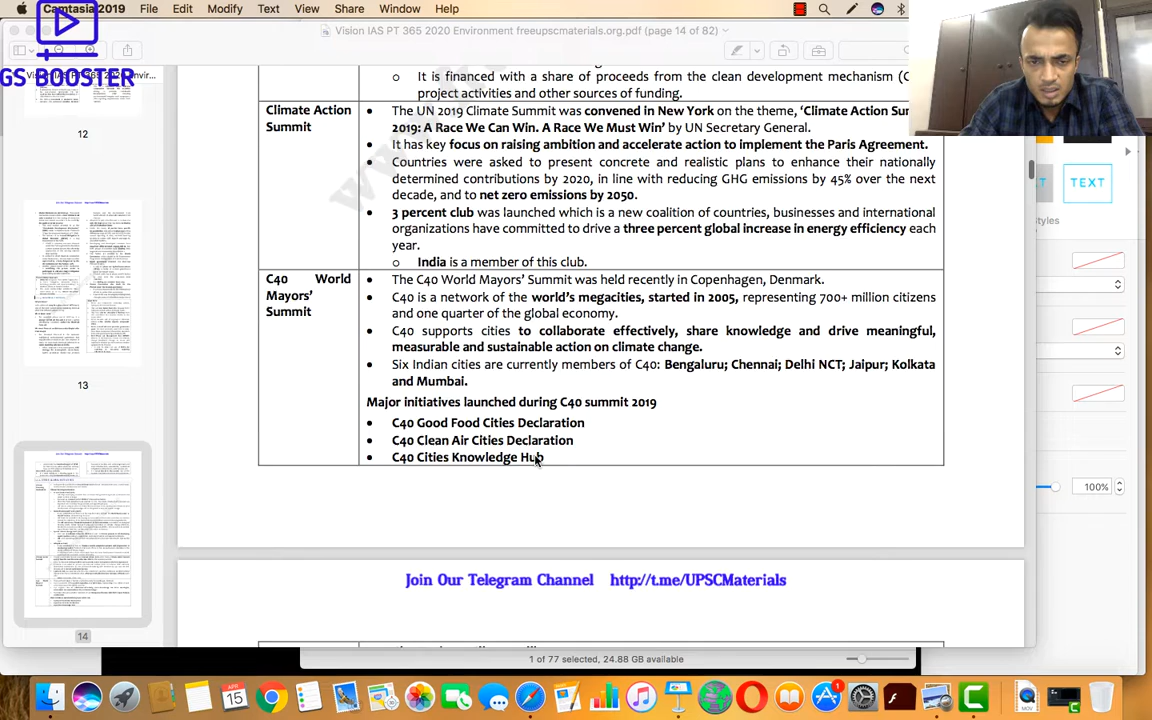 Camtasia 2019 File Edit Modify Text View Share Window Help
Vision IAS PT 365 2020 Environment freeupscmaterials.org.pdf (page 14 of 82)
GS BOOSTER
12
13
14
It is financed with a share of proceeds from the clean development mechanism (C
project activities and other sources of funding.
Climate Action
Summit
The UN 2019 Climate Summit was convened in New York on the theme, ‘Climate Action Sum
2019: A Race We Can Win. A Race We Must Win’ by UN Secretary General.
It has key focus on raising ambition and accelerate action to implement the Paris Agreement.
Countries were asked to present concrete and realistic plans to enhance their nationally
determined contributions by 2020, in line with reducing GHG emissions by 45% over the next
decade, and to net zero emissions by 2050.
3 percent club was formed which is a new coalition of countries, businesses and international
organizations have committed to drive a three percent global increase in energy efficiency each
year.
India is a member of this club.
C40 World
Mayors’
Summit
The C40 World Mayors’ Summit was held recently in Copenhagen, Denmark.
C40 is a network of the world’s megacities, started in 2005, representing 700+ million citizens
and one quarter of the global economy.
C40 supports cities to collaborate effectively, share knowledge and drive meaningful,
measurable and sustainable action on climate change.
Six Indian cities are currently members of C40: Bengaluru; Chennai; Delhi NCT; Jaipur; Kolkata
and Mumbai.
Major initiatives launched during C40 summit 2019
C40 Good Food Cities Declaration
C40 Clean Air Cities Declaration
C40 Cities Knowledge Hub
Join Our Telegram Channel http://t.me/UPSCMaterials
1 of 77 selected, 24.88 GB available
TEXT
100%
APR
15